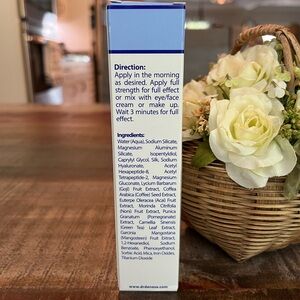 Direction:
Apply in the morning
as desired. Apply full
strength for full effect
or mix with eye/face
cream or make up.
Wait 3 minutes for full
effect.
Ingredients:
Water (Aqua), Sodium Silicate,
Magnesium Aluminum
Silicate, Isopentyldiol,
Caprylyl Glycol, Silk, Sodium
Hyaluronate, Acetyl
Hexapeptide-8, Acetyl
Tetrapeptide-2, Magnesium
Gluconate, Lycium Barbarum
(Goji) Fruit Extract, Coffea
Arabica (Coffee) Seed Extract,
Euterpe Oleracea (Acai) Fruit
Extract, Morinda Citrifolia
(Noni) Fruit Extract, Punica
Granatum (Pomegranate)
Extract, Camellia Sinensis
(Green Tea) Leaf Extract,
Garcinia Mangostana
(Mangosteen) Fruit Extract,
1,2-Hexanediol, Sodium
Benzoate, Phenoxyethanol,
Sorbic Acid, Mica, Iron Oxides,
Titanium Dioxide
www.drdenese.com